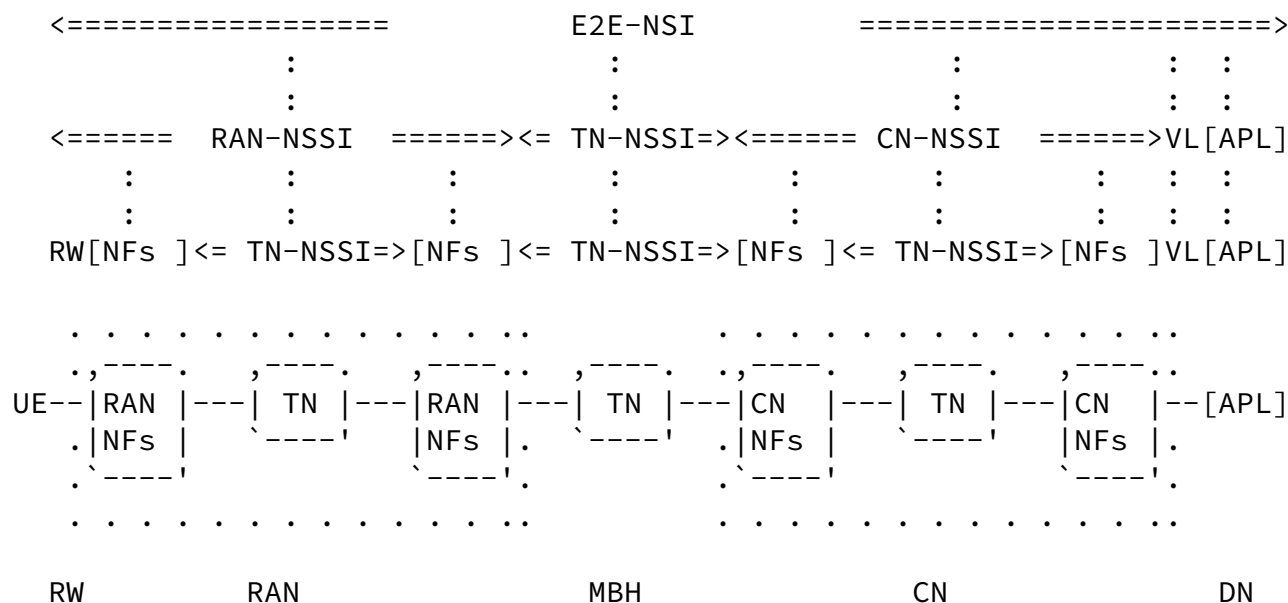 <================== E2E-NSI =======================>
: : : : :
: : : : :
<====== RAN-NSSI ======><= TN-NSSI=><====== CN-NSSI ======>VL[APL]
: : : : : : : : :
: : : : : : : : :
RW[NFs ]<= TN-NSSI=>[NFs ]<= TN-NSSI=>[NFs ]<= TN-NSSI=>[NFs ]VL[APL]
. . . . . . . . . . . . . .. . . . . . . . . . . . . . ..
.,----. ,----. ,----.. ,----. .,----. ,----. ,----..
UE--|RAN |---| TN |---|RAN |---| TN |---|CN |---| TN |---|CN |--[APL]
.|NFs | `----' |NFs |. `----' .|NFs | `----' |NFs |.
.`----' `----'. .`----' `----'.
. . . . . . . . . . . . . .. . . . . . . . . . . . . . ..
RW RAN MBH CN DN